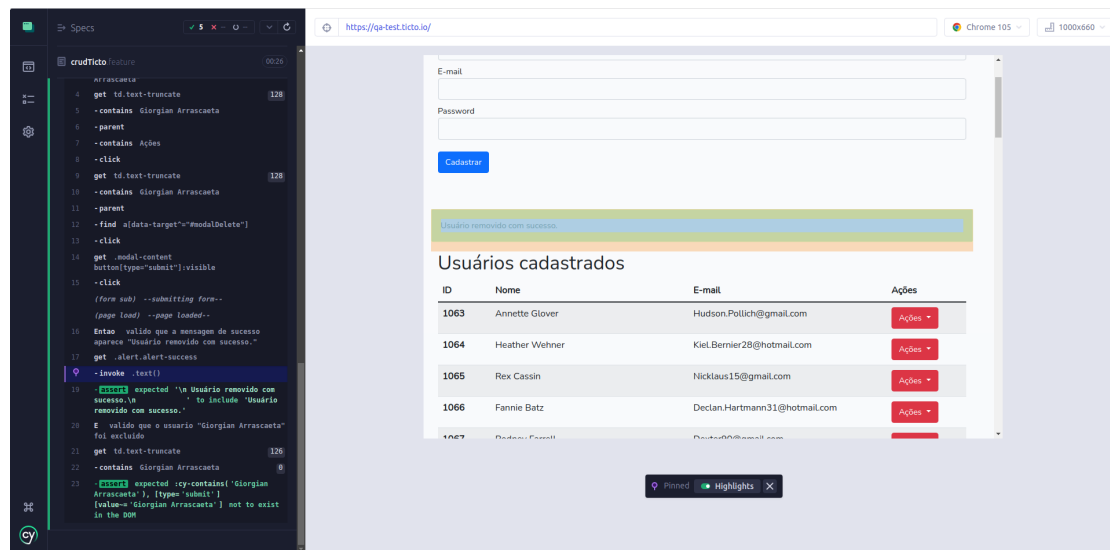 Specs
5
--
--
https://qa-test.ticto.io/
Chrome 105
1000x660
crudTicto feature
00:26
Arrascaeta
4 get td.text-truncate 128
5 -contains Giorgian Arrascaeta
6 -parent
7 -contains Ações
8 -click
9 get td.text-truncate 128
10 -contains Giorgian Arrascaeta
11 -parent
12 -find a[data-target^="#modalDelete"]
13 -click
14 get .modal-content
button[type="submit"]:visible
15 -click
(form sub) --submitting form--
(page load) --page loaded--
16 Entao valido que a mensagem de sucesso
aparece "Usuário removido com sucesso."
17 get .alert.alert-success
-invoke .text()
19 -assert expected '\n Usuário removido com
sucesso.\n ' to include 'Usuário
removido com sucesso.'
20 E valido que o usuario "Giorgian Arrascaeta"
foi excluido
21 get td.text-truncate 126
22 -contains Giorgian Arrascaeta 0
23 -assert expected :cy-contains('Giorgian
Arrascaeta'), [type='submit']
[value~='Giorgian Arrascaeta'] not to exist
in the DOM
cy
E-mail
Password
Cadastrar
Usuário removido com sucesso.
Usuários cadastrados
ID Nome E-mail Ações
1063 Annette Glover Hudson.Pollich@gmail.com Ações
1064 Heather Wehner Kiel.Bernier28@hotmail.com Ações
1065 Rex Cassin Nicklaus15@gmail.com Ações
1066 Fannie Batz Declan.Hartmann31@hotmail.com Ações
1067 Rodney Farrell Dexter90@gmail.com
Pinned Highlights